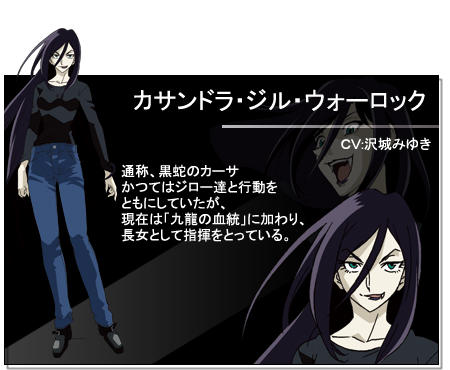 カサンドラ・ジル・ウォーロック
CV:沢城みゆき
通称、黒蛇のカーサ
かつてはジロー達と行動を
ともにしていたが、
現在は「九龍の血統」に加わり、
長女として指揮をとっている。